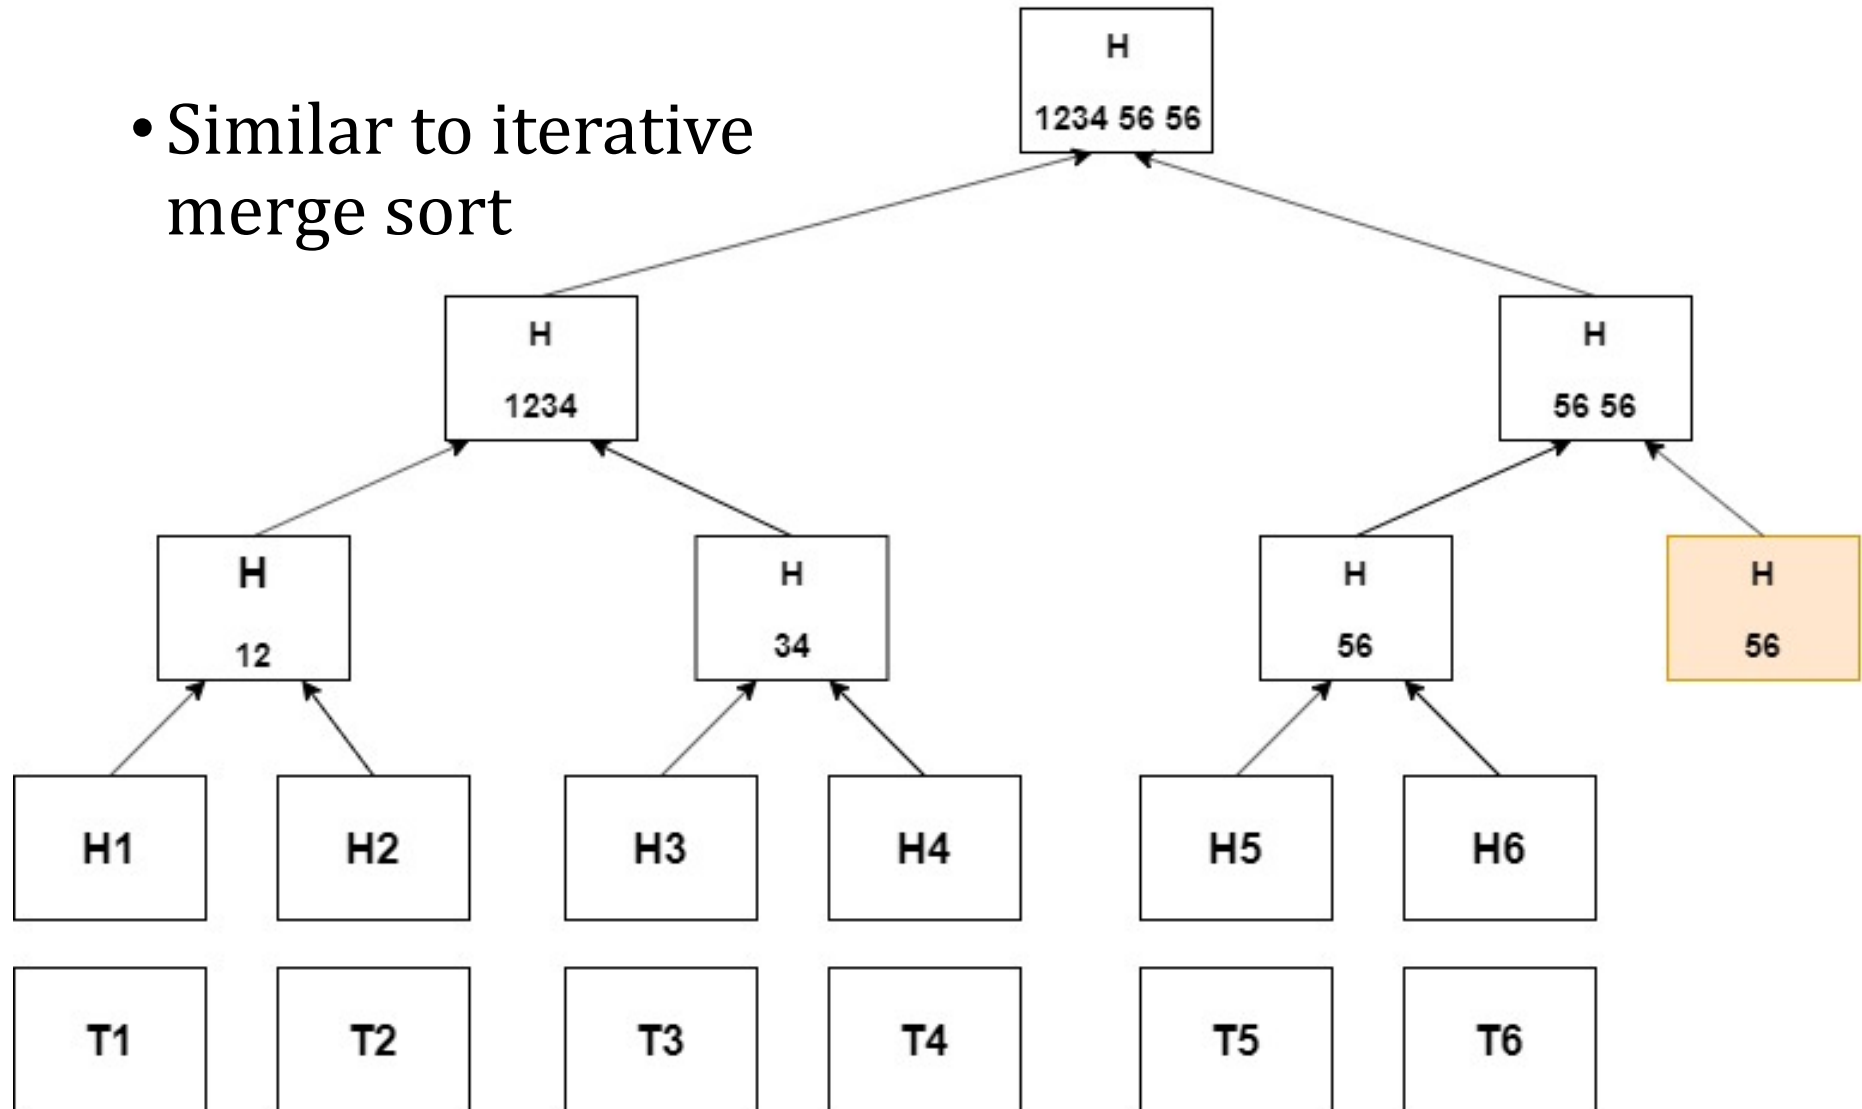 H
1234 56 56
• Similar to iterative
merge sort
H
1234
H
56 56
H
12
H
34
H
56
H
56
H1
H2
H3
H4
H5
H6
T1
T2
T3
T4
T5
T6